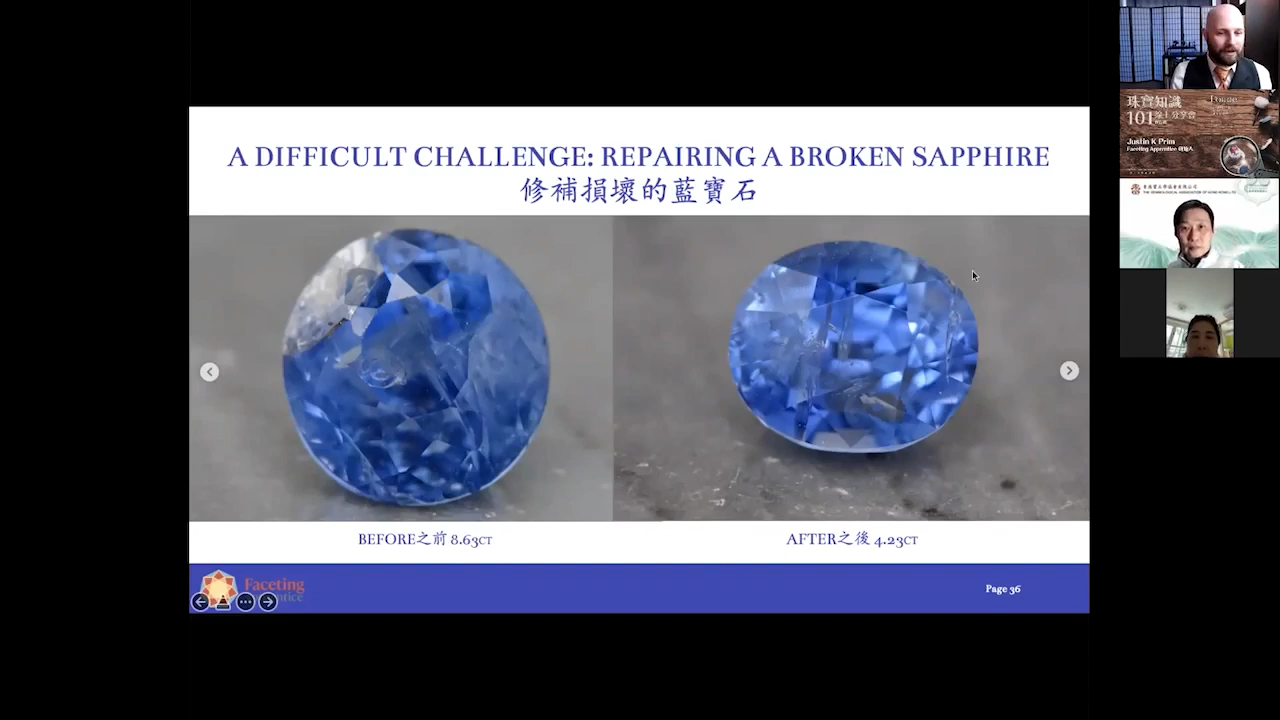 A DIFFICULT CHALLENGE: REPAIRING A BROKEN SAPPHIRE
修補損壞的藍寶石
BEFORE之前 8.63CT
AFTER之後 4.23CT
Faceting
Page 36
珠寶知識
101
Justin K Prim
Faceting Apprentice